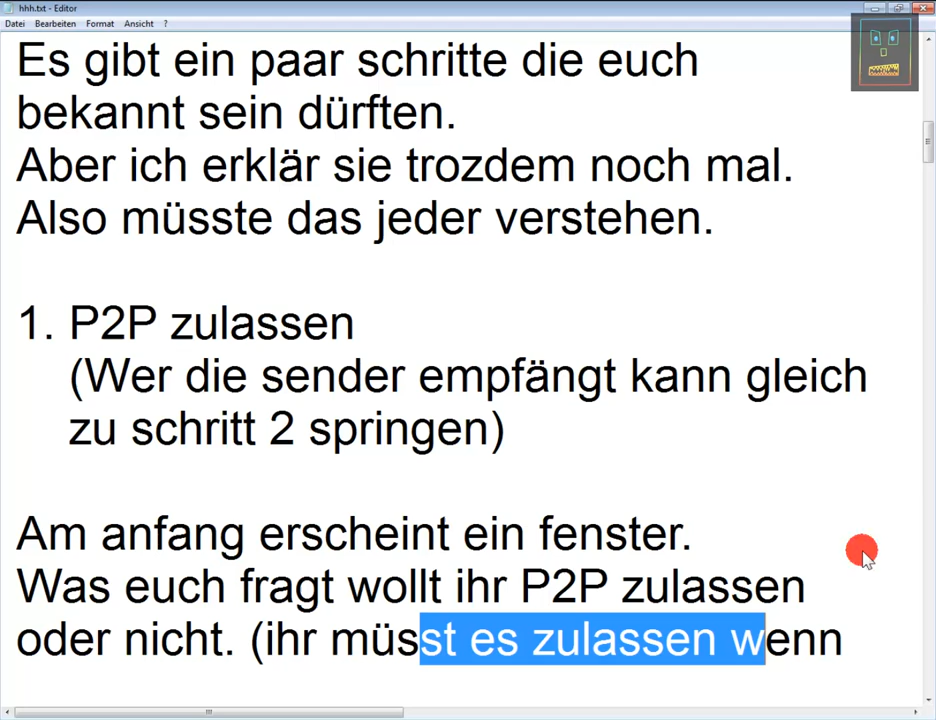 hhh.txt - Editor
Datei Bearbeiten Format Ansicht ?
Es gibt ein paar schritte die euch
bekannt sein dürften.
Aber ich erklär sie trozdem noch mal.
Also müsste das jeder verstehen.
1. P2P zulassen
(Wer die sender empfängt kann gleich
zu schritt 2 springen)
Am anfang erscheint ein fenster.
Was euch fragt wollt ihr P2P zulassen
oder nicht. (ihr müsst es zulassen wenn